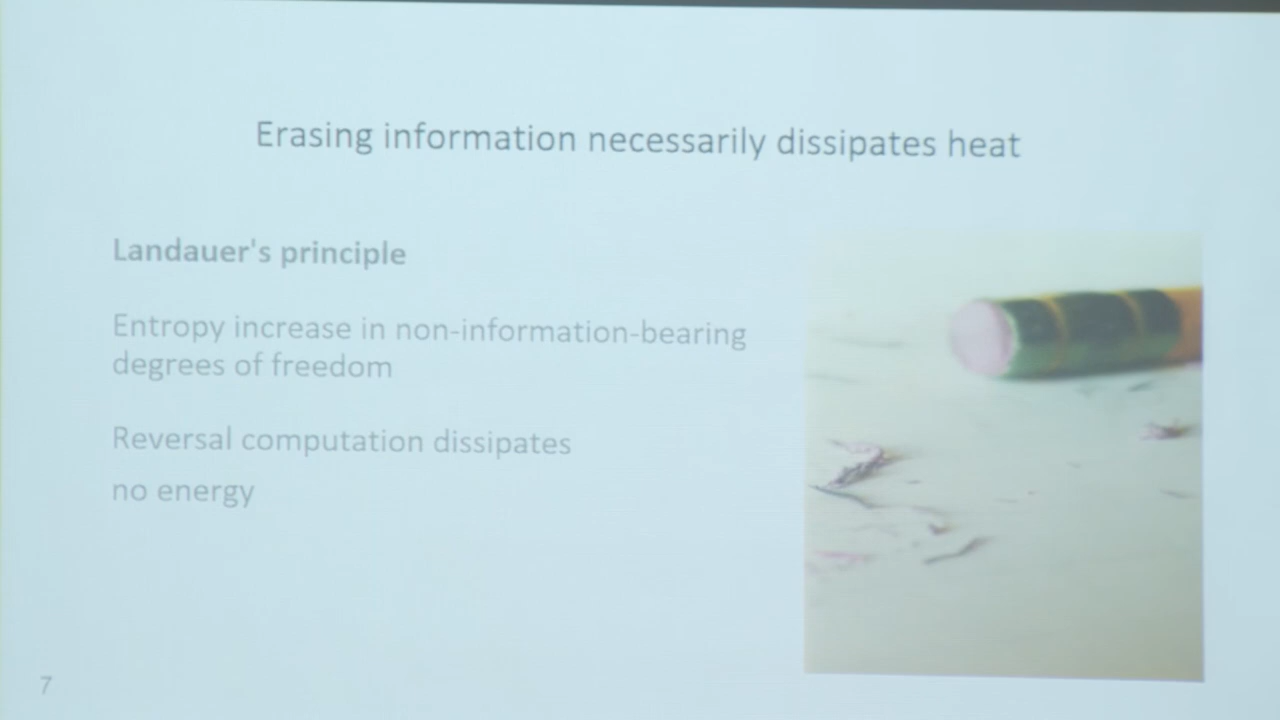 Erasing information necessarily dissipates heat
Landauer's principle
Entropy increase in non-information-bearing
degrees of freedom
Reversal computation dissipates
no energy
7